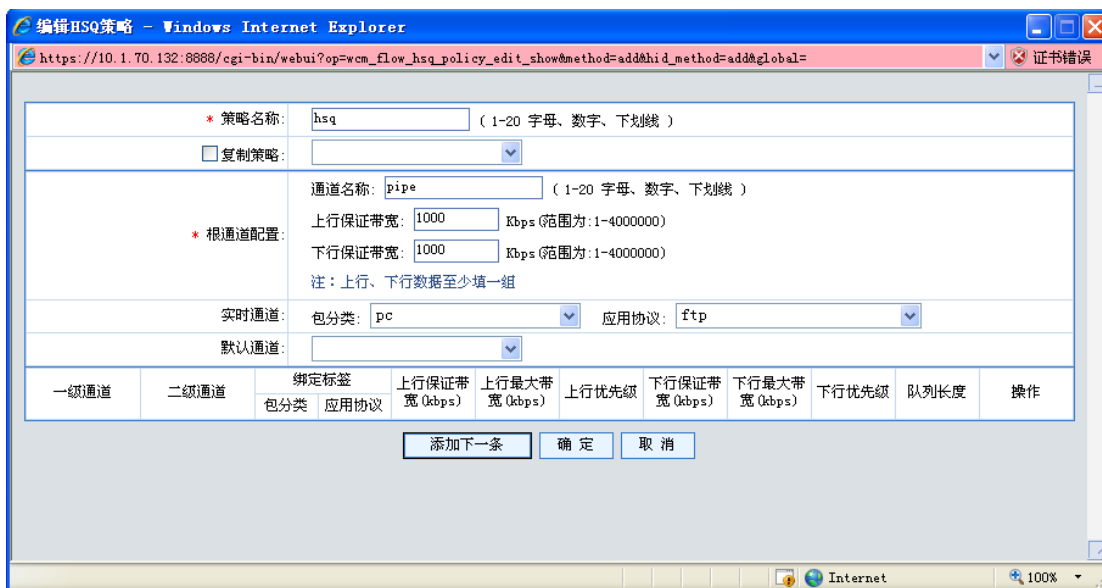 编辑HSQ策略 - Windows Internet Explorer
https://10.1.70.132:8888/cgi-bin/webui?op=wcm_flow_hsq_policy_edit_show&method=add&hid_method=add&global= 证书错误
* 策略名称: hsq ( 1-20 字母、数字、下划线 )
复制策略:
通道名称: pipe ( 1-20 字母、数字、下划线 )
上行保证带宽: 1000 Kbps(范围为:1-4000000)
* 根通道配置:
下行保证带宽: 1000 Kbps(范围为:1-4000000)
注：上行、下行数据至少填一组
实时通道: 包分类: pc 应用协议: ftp
默认通道:
一级通道 二级通道 绑定标签 包分类 应用协议 上行保证带宽(kbps) 上行最大带宽(kbps) 上行优先级 下行保证带宽(kbps) 下行最大带宽(kbps) 下行优先级 队列长度 操作
添加下一条 确 定 取 消
Internet 100%